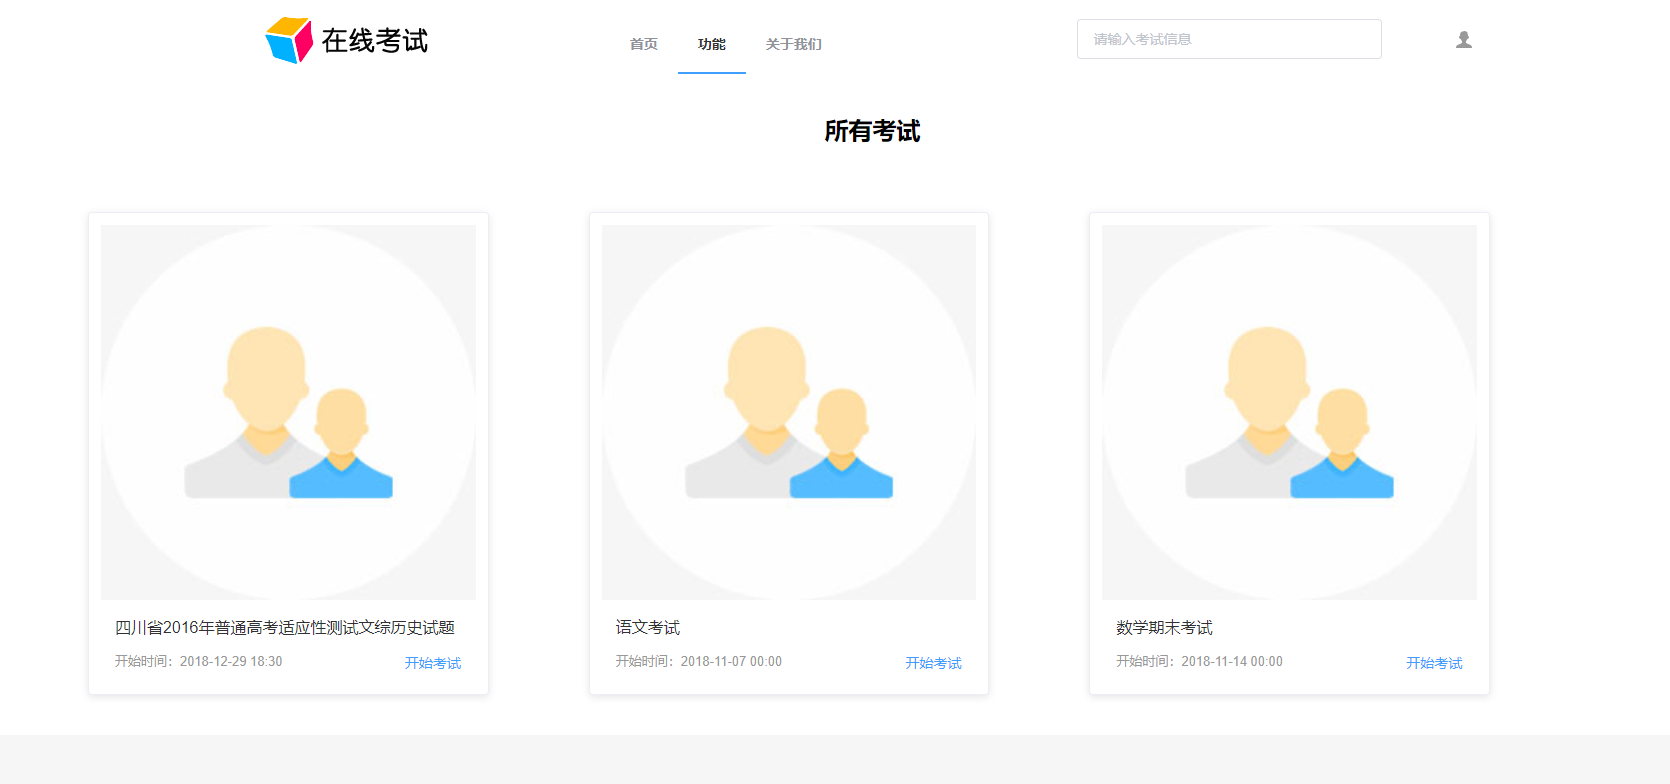 在线考试
首页 功能 关于我们
请输入考试信息
所有考试
四川省2016年普通高考适应性测试文综历史试题
开始时间：2018-12-29 18:30 开始考试
语文考试
开始时间：2018-11-07 00:00 开始考试
数学期末考试
开始时间：2018-11-14 00:00 开始考试